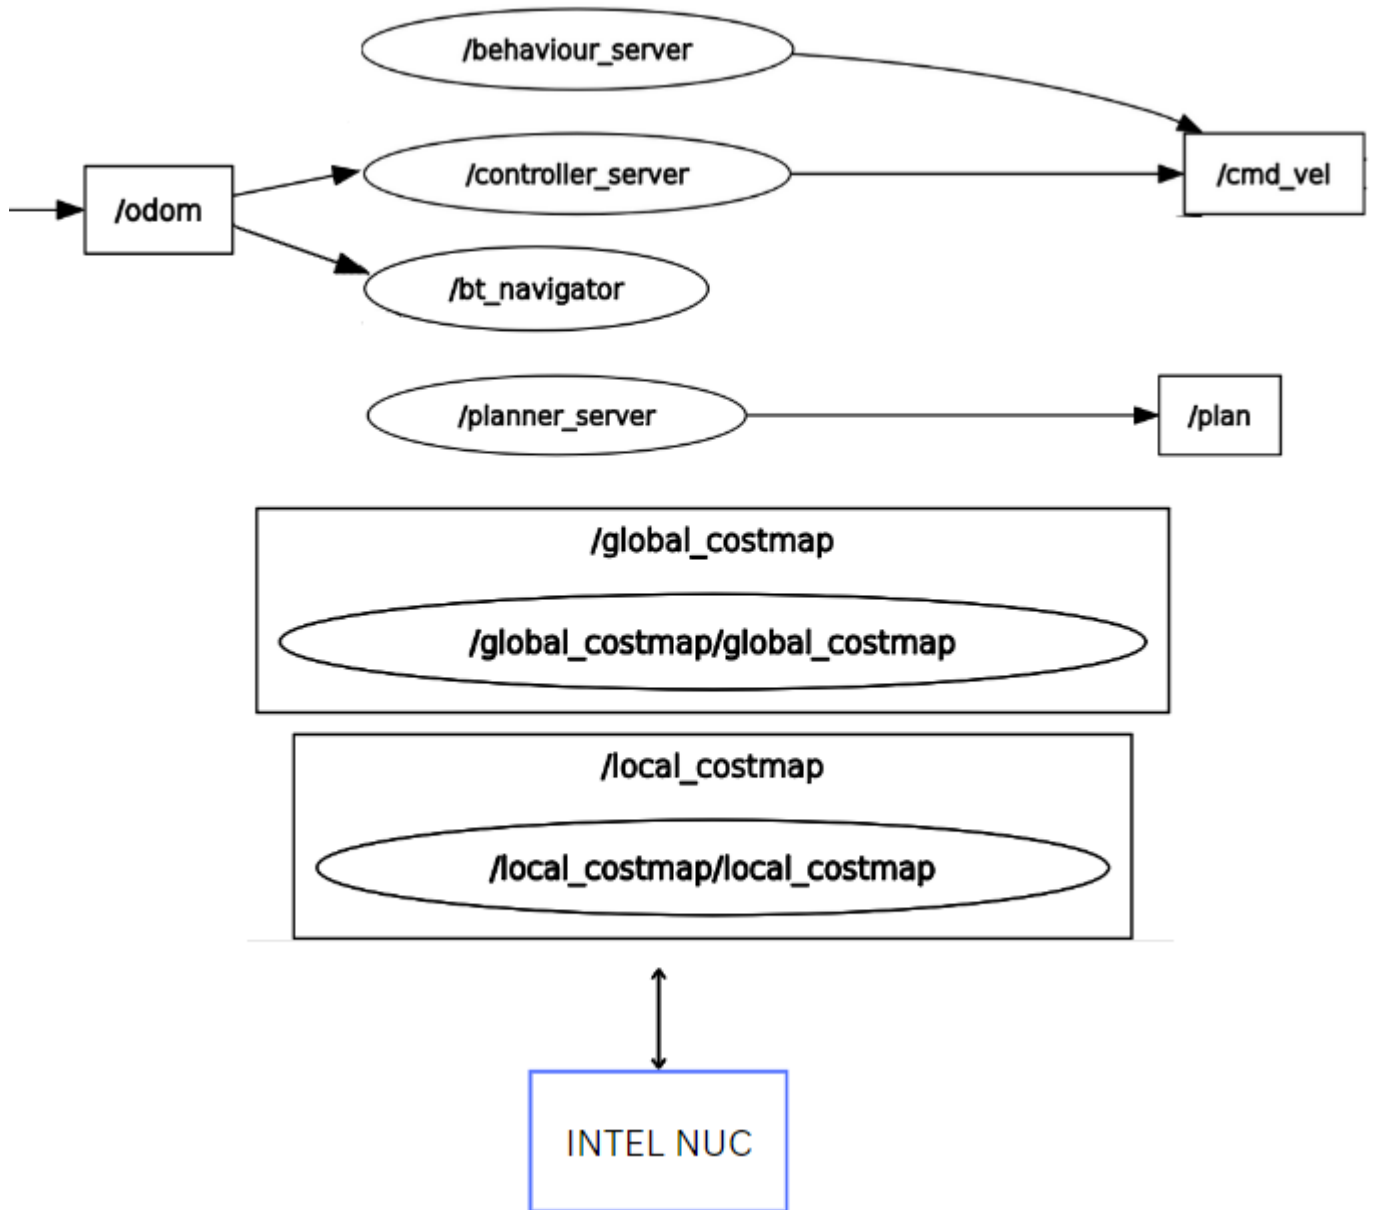 /behaviour_server
/controller_server
/cmd_vel
/odom
/bt_navigator
/planner_server
/plan
/global_costmap
/global_costmap/global_costmap
/local_costmap
/local_costmap/local_costmap
INTEL NUC